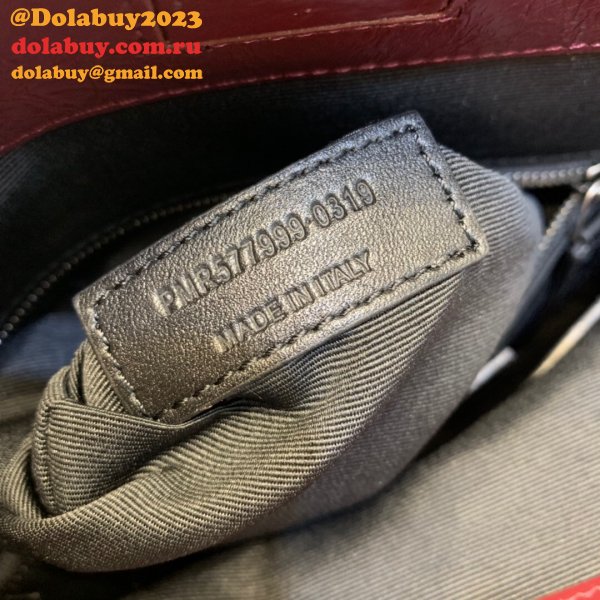 @Dolabuy2023
dolabuy.com.ru
dolabuy@gmail.com
PMR577999-0319
MADE IN ITALY